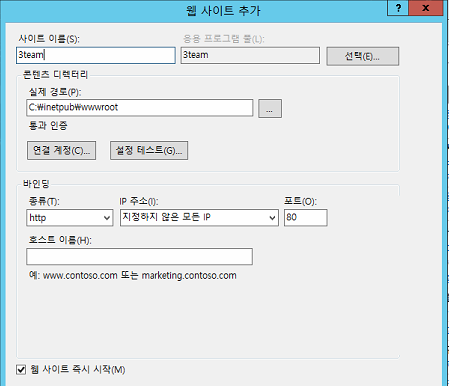 웹 사이트 추가
? x
사이트 이름(S):
응용 프로그램 풀(L):
3team
3team
선택(E)...
콘텐츠 디렉터리
실제 경로(P):
C:\inetpub\wwwroot
...
통과 인증
연결 계정(C)...
설정 테스트(G)...
바인딩
종류(T):
IP 주소(I):
포트(O):
http
지정하지 않은 모든 IP
80
호스트 이름(H):
예: www.contoso.com 또는 marketing.contoso.com
웹 사이트 즉시 시작(M)